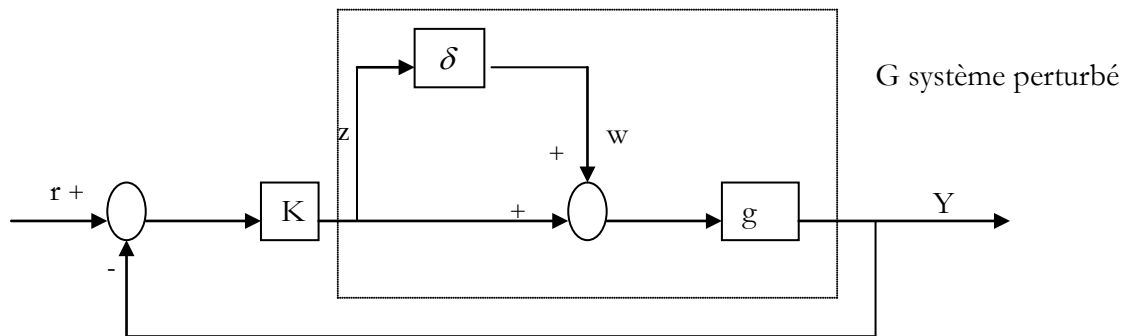 δ
G système perturbé
z
w
+
r +
K
+
g
Y
-